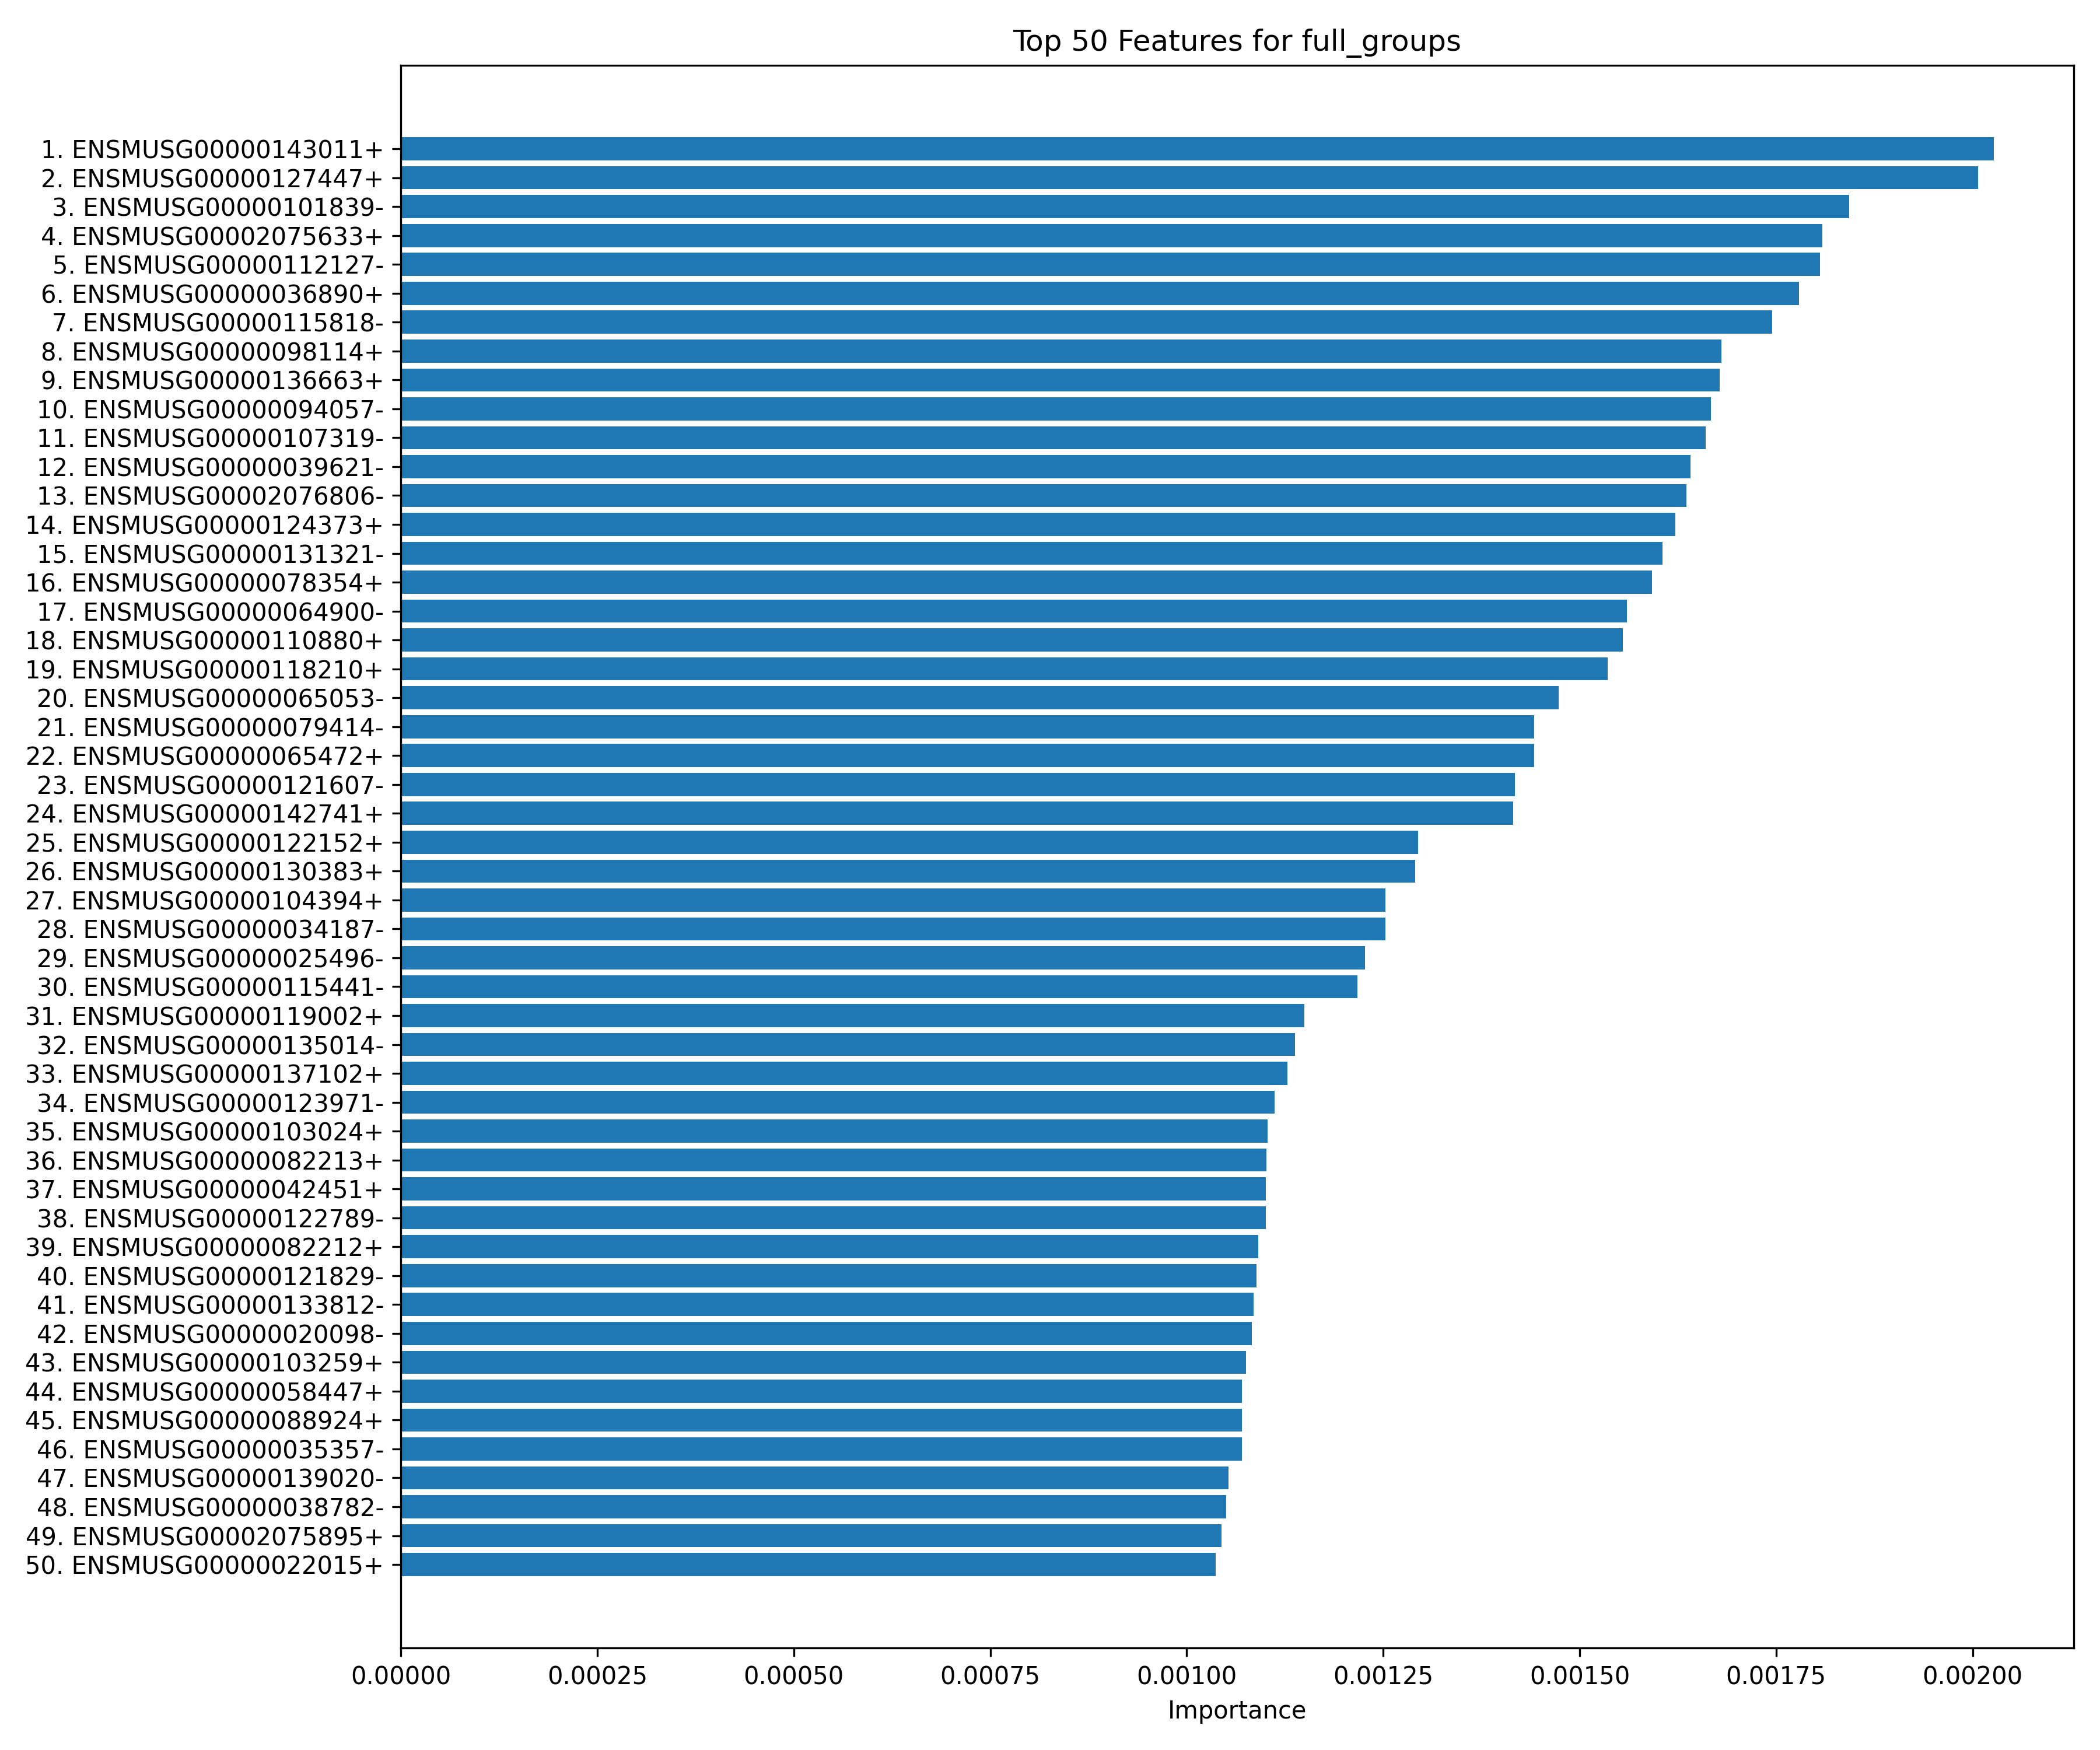 Top 50 Features for full_groups
1. ENSMUSG00000143011+
2. ENSMUSG00000127447+
3. ENSMUSG00000101839-
4. ENSMUSG00002075633+
5. ENSMUSG00000112127-
6. ENSMUSG00000036890+
7. ENSMUSG00000115818-
8. ENSMUSG00000098114+
9. ENSMUSG00000136663+
10. ENSMUSG00000094057-
11. ENSMUSG00000107319-
12. ENSMUSG00000039621-
13. ENSMUSG00002076806-
14. ENSMUSG00000124373+
15. ENSMUSG00000131321-
16. ENSMUSG00000078354+
17. ENSMUSG00000064900-
18. ENSMUSG00000110880+
19. ENSMUSG00000118210+
20. ENSMUSG00000065053-
21. ENSMUSG00000079414-
22. ENSMUSG00000065472+
23. ENSMUSG00000121607-
24. ENSMUSG00000142741+
25. ENSMUSG00000122152+
26. ENSMUSG00000130383+
27. ENSMUSG00000104394+
28. ENSMUSG00000034187-
29. ENSMUSG00000025496-
30. ENSMUSG00000115441-
31. ENSMUSG00000119002+
32. ENSMUSG00000135014-
33. ENSMUSG00000137102+
34. ENSMUSG00000123971-
35. ENSMUSG00000103024+
36. ENSMUSG00000082213+
37. ENSMUSG00000042451+
38. ENSMUSG00000122789-
39. ENSMUSG00000082212+
40. ENSMUSG00000121829-
41. ENSMUSG00000133812-
42. ENSMUSG00000020098-
43. ENSMUSG00000103259+
44. ENSMUSG00000058447+
45. ENSMUSG00000088924+
46. ENSMUSG00000035357-
47. ENSMUSG00000139020-
48. ENSMUSG00000038782-
49. ENSMUSG00002075895+
50. ENSMUSG00000022015+
0.00000 0.00025 0.00050 0.00075 0.00100 0.00125 0.00150 0.00175 0.00200
Importance